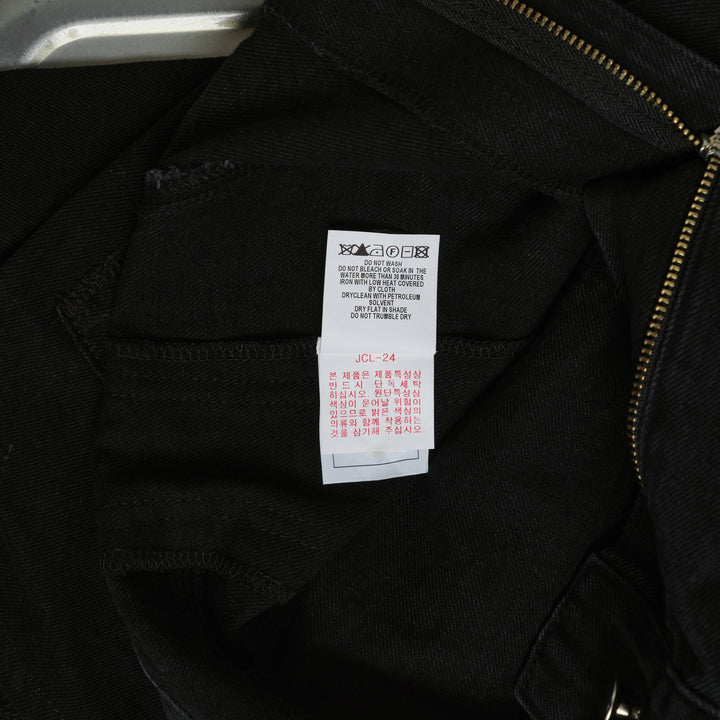 DO NOT WASH
DO NOT BLEACH OR SOAK IN THE
WATER MORE THAN 30 MINUTES
IRON WITH LOW HEAT COVERED
BY CLOTH
DRYCLEAN WITH PETROLEUM
SOLVENT
DRY FLAT IN SHADE
DO NOT TRUMBLE DRY
JCL-24
본 제품은 제품특성상
반드시 단독세탁
하십시오. 원단특성상
색상이 묻어날 위험이
있으므로 밝은 색상의
의류와 함께 착용하는
것을 삼가해 주십시오